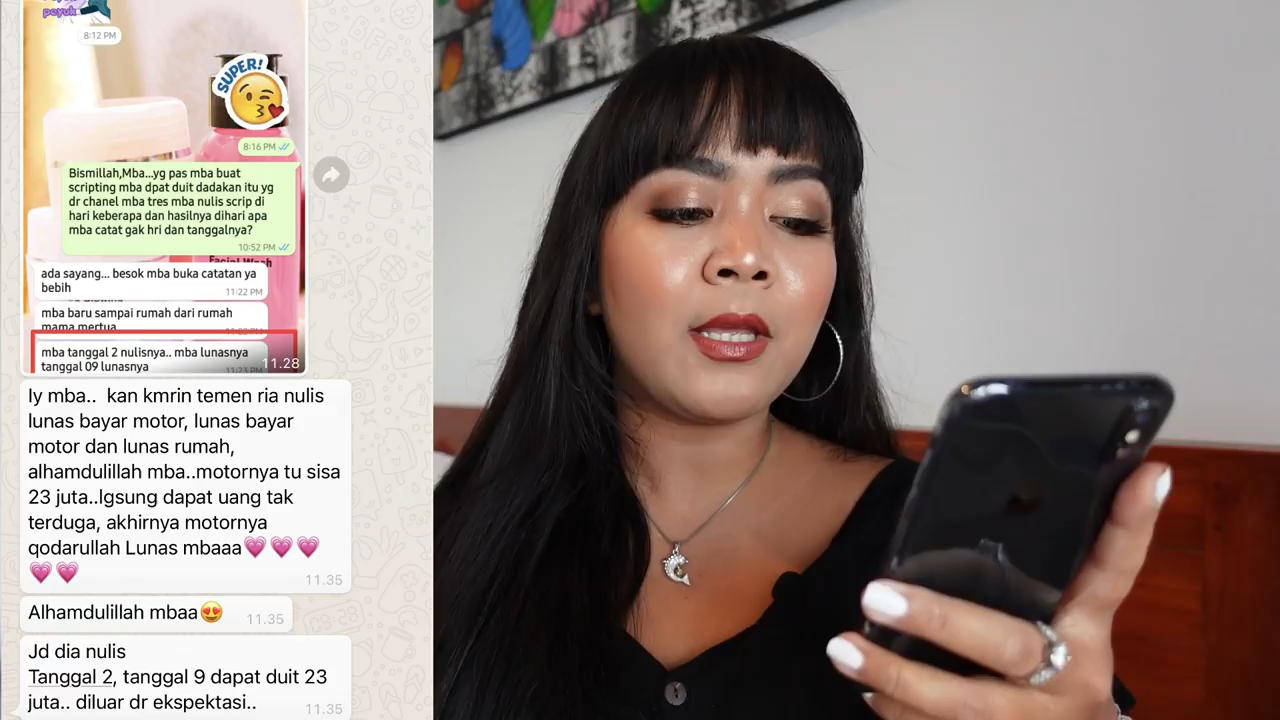 payuk
8:12 PM
SUPER!
8:16 PM
Bismillah,Mba...yg pas mba buat
scripting mba dpat duit dadakan itu yg
dr chanel mba tres mba nulis scrip di
hari keberapa dan hasilnya dihari apa
mba catat gak hri dan tanggalnya?
10:52 PM
Facial Wash
ada sayang... besok mba buka catatan ya
bebih
11:22 PM
mba baru sampai rumah dari rumah
mama mertua
mba tanggal 2 nulisnya.. mba lunasnya
tanggal 09 lunasnya
11:23 PM
11.28
Iy mba.. kan kmrin temen ria nulis
lunas bayar motor, lunas bayar
motor dan lunas rumah,
alhamdulillah mba..motornya tu sisa
23 juta..lgsung dapat uang tak
terduga, akhirnya motornya
qodarullah Lunas mbaaa💗💗💗
💗💗
11.35
Alhamdulillah mbaa😍
11.35
Jd dia nulis
Tanggal 2, tanggal 9 dapat duit 23
juta.. diluar dr ekspektasi..
11.35